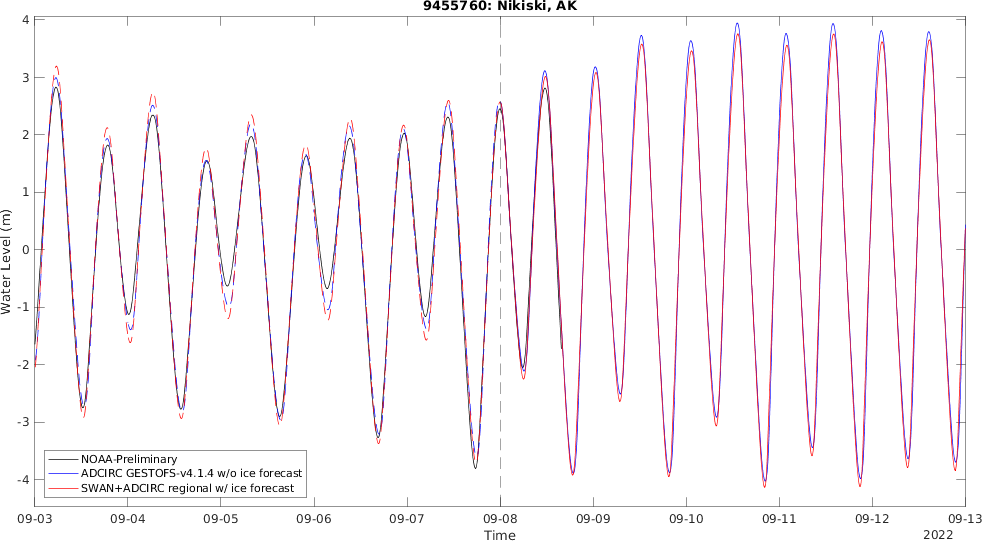 9455760: Nikiski, AK
4
3
2
1
0
-1
-2
-3
-4
Water Level (m)
NOAA-Preliminary
ADCIRC GESTOFS-v4.1.4 w/o ice forecast
SWAN+ADCIRC regional w/ ice forecast
09-03 09-04 09-05 09-06 09-07 09-08 09-09 09-10 09-11 09-12 09-13
Time
2022